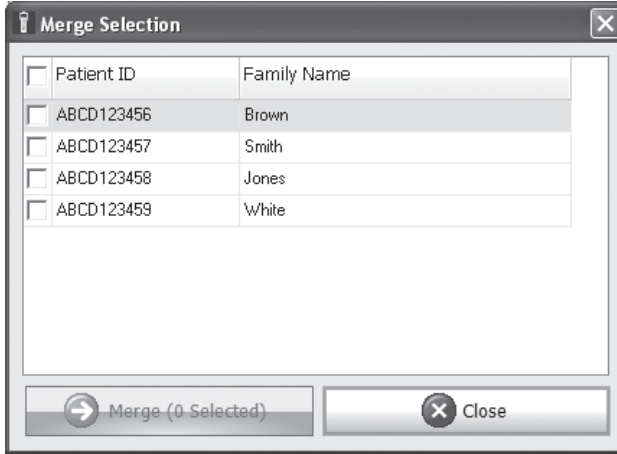 Merge Selection
Patient ID Family Name
ABCD123456 Brown
ABCD123457 Smith
ABCD123458 Jones
ABCD123459 White
Merge (0 Selected) Close